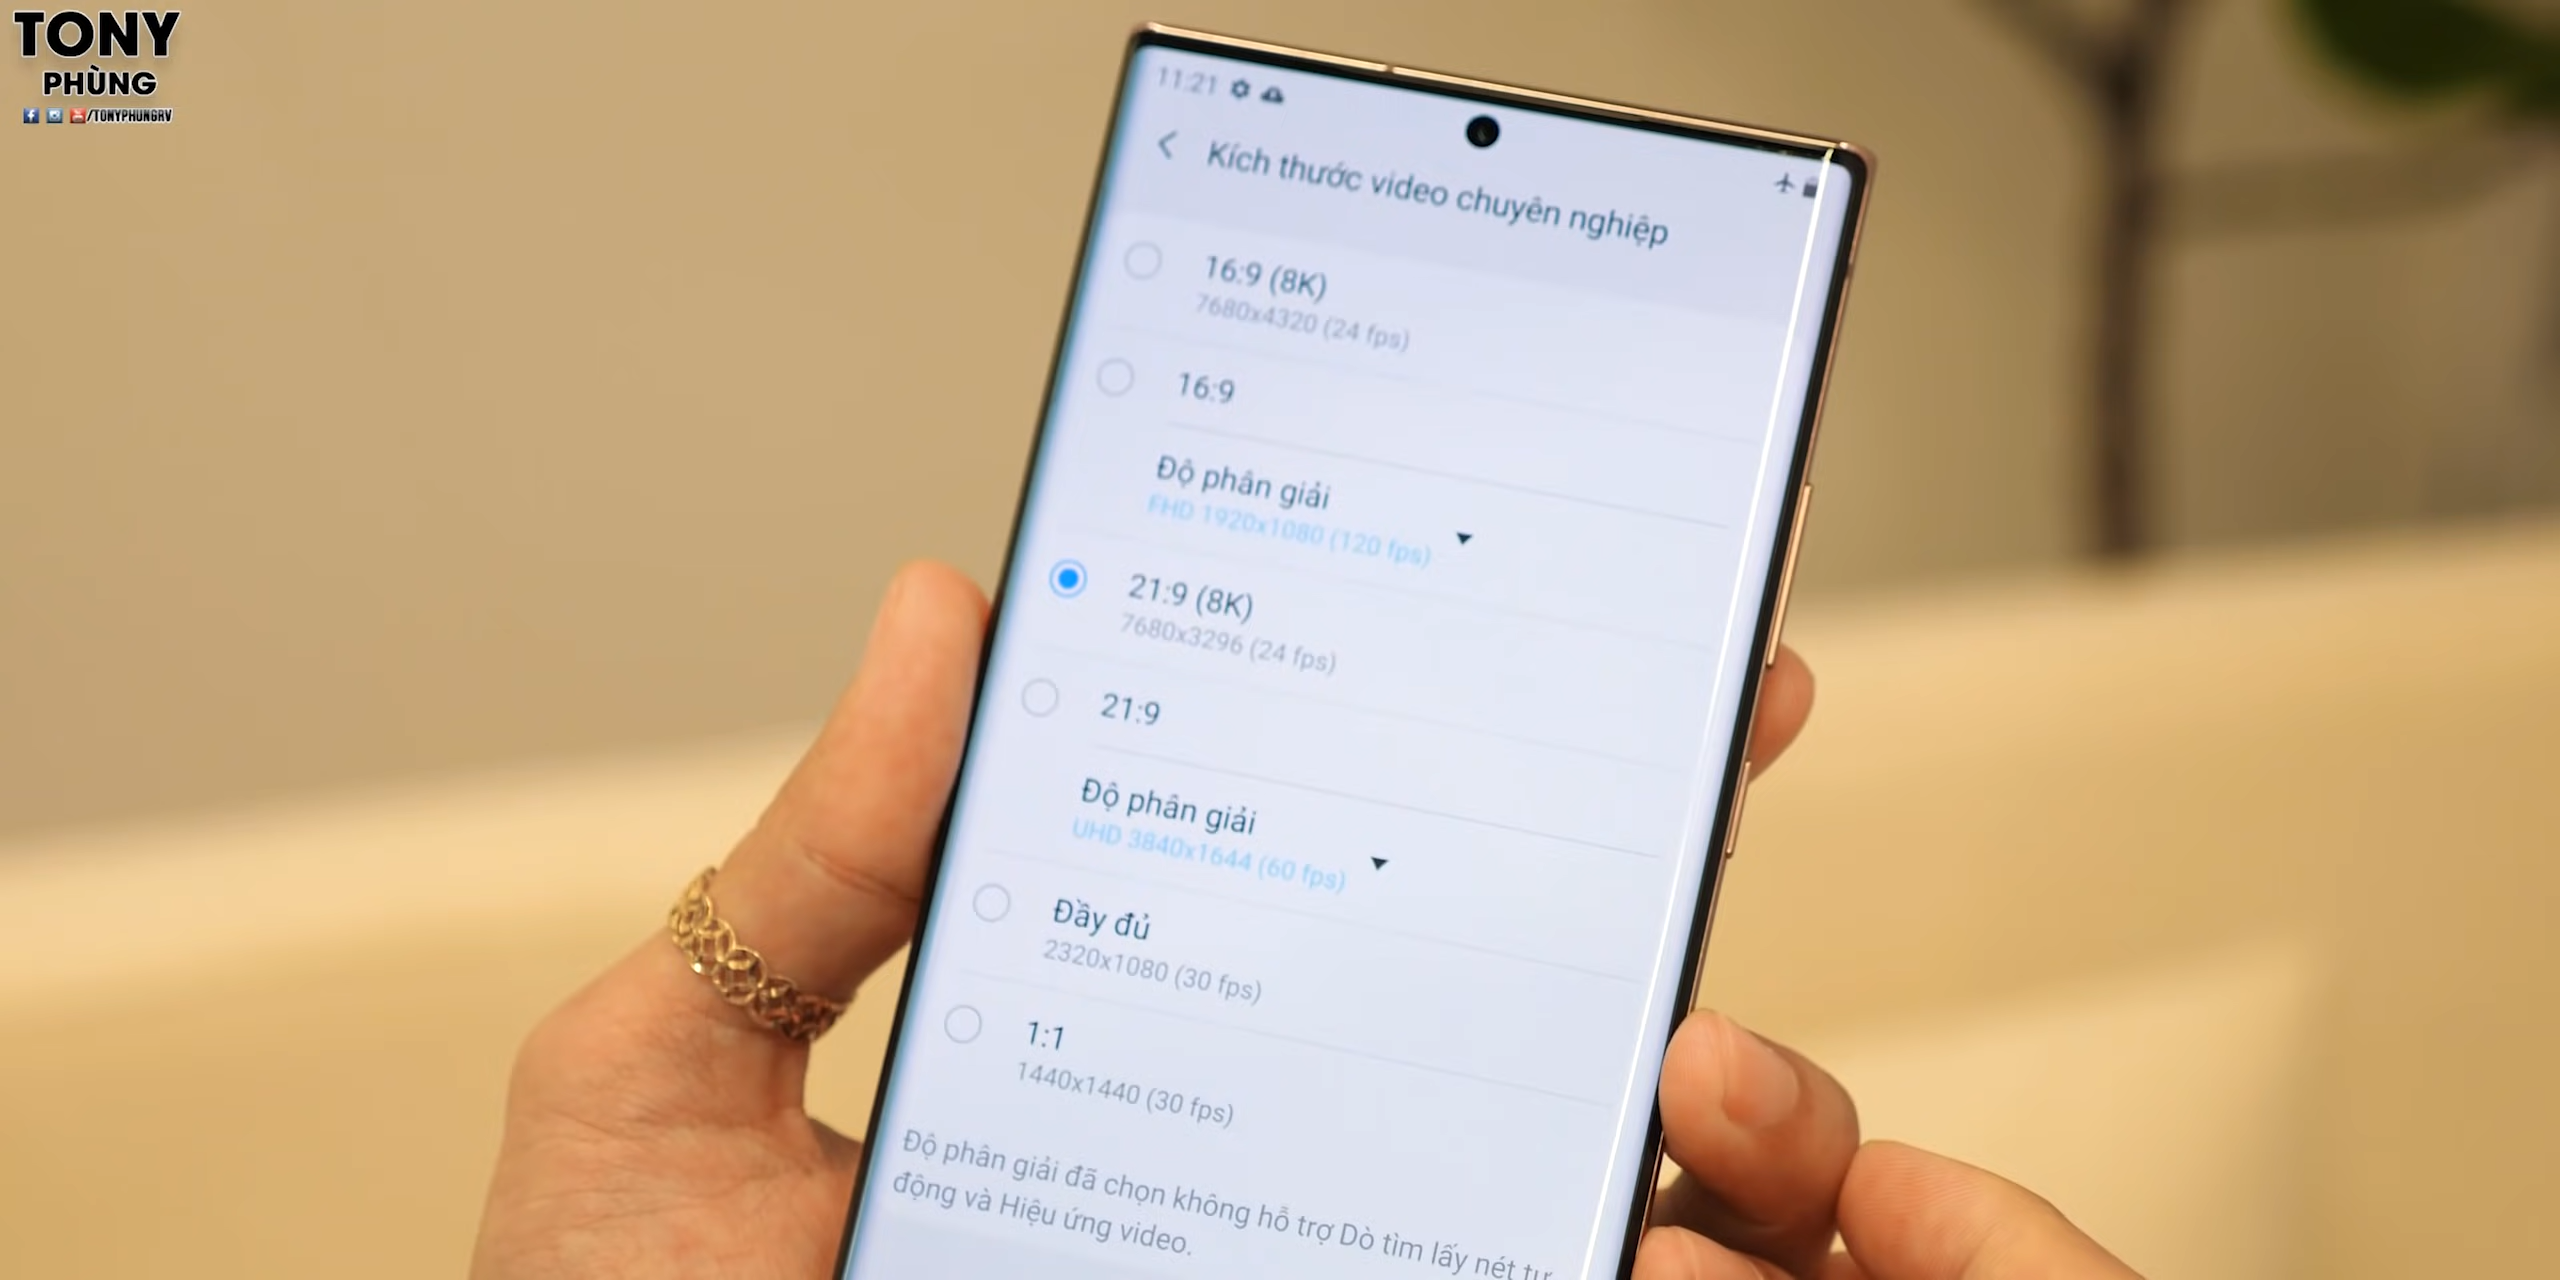 TONY
PHÙNG
/TONYPHUNGRV
11:21
Kích thước video chuyên nghiệp
16:9 (8K)
7680x4320 (24 fps)
16:9
Độ phân giải
FHD 1920x1080 (120 fps)
21:9 (8K)
7680x3296 (24 fps)
21:9
Độ phân giải
UHD 3840x1644 (60 fps)
Đầy đủ
2320x1080 (30 fps)
1:1
1440x1440 (30 fps)
Độ phân giải đã chọn không hỗ trợ Dò tìm lấy nét tự
động và Hiệu ứng video.